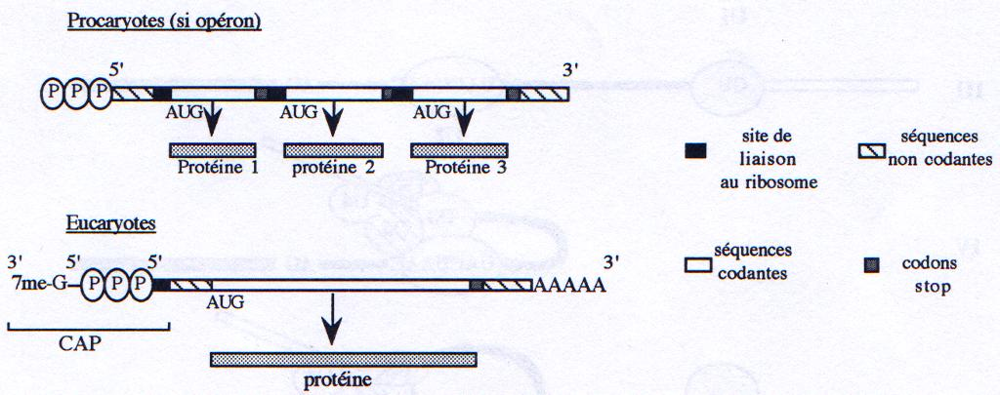 Procaryotes (si opéron)
5' 3'
P P P
AUG AUG AUG
Protéine 1 protéine 2 Protéine 3
site de
liaison
au ribosome
séquences
non codantes
Eucaryotes
3' 5' 5' 3'
7me-G P P P AAAAA
AUG
CAP
protéine
séquences
codantes
codons
stop